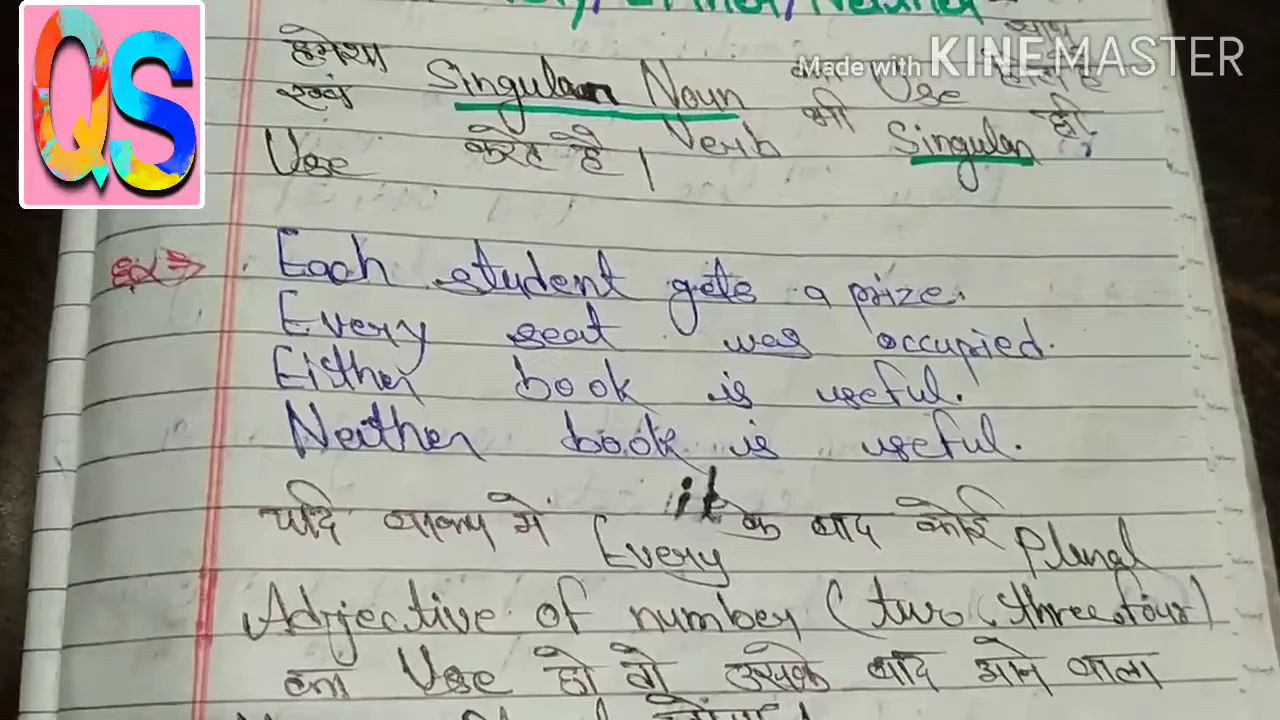 QS
Made with KINEMASTER
हमेशा Singular Noun का Use होता है
एवं Verb भी Singular ही
Use करते है।
Each student gets a prize.
Every seat was occupied.
Either book is useful.
Neither book is useful.
यदि वाक्य में Every के बाद कोई Plural
it
Adjective of number (two, three, four)
का Use हो तो उसके बाद आने वाला